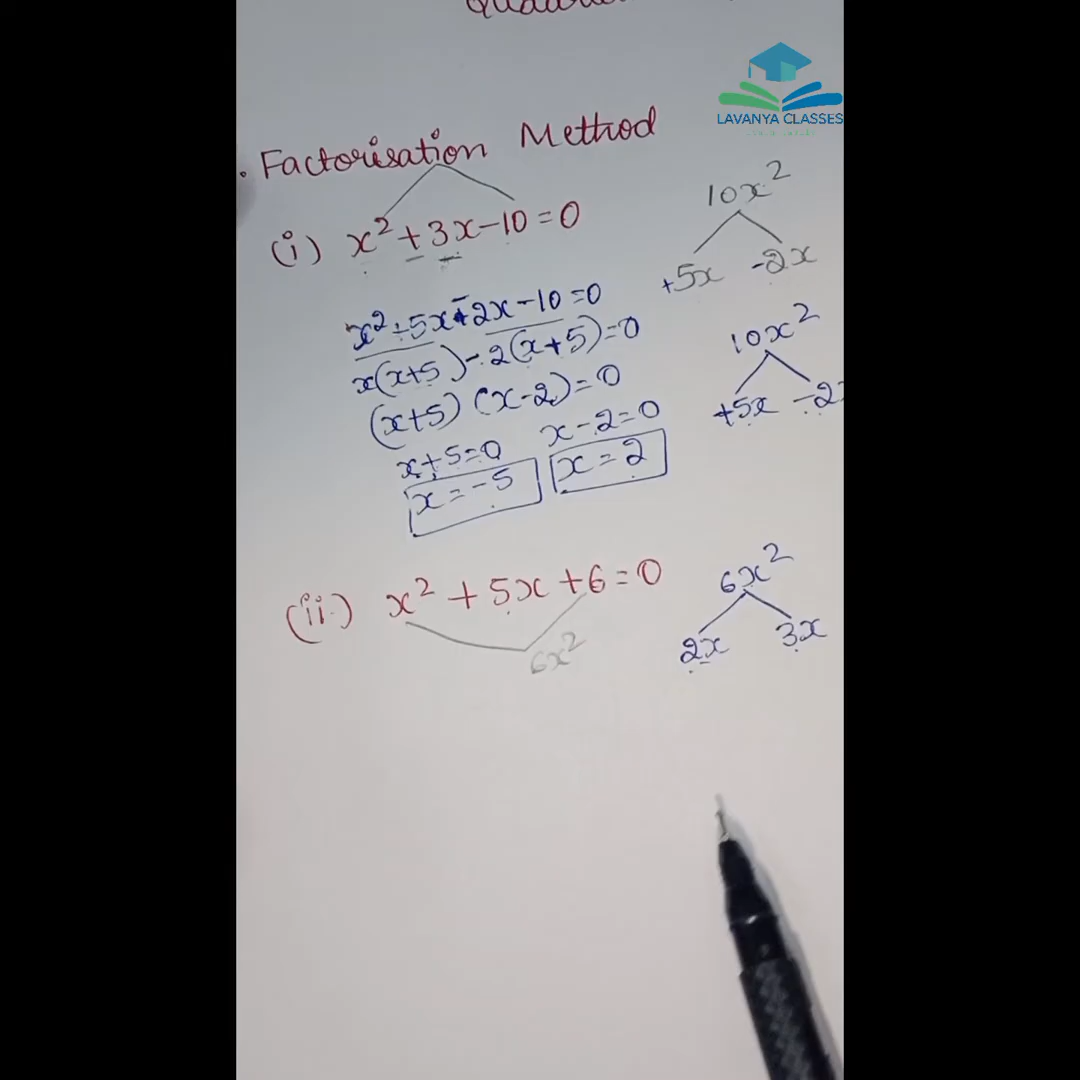 LAVANYA CLASSES
. Factorisation Method
(i) x² + 3x - 10 = 0
10x²
+5x -2x
x² + 5x - 2x - 10 = 0
x(x+5) - 2(x+5) = 0
10x²
(x+5) (x-2) = 0
+5x -2x
x+5=0 x-2=0
x=-5 x=2
(ii) x² + 5x + 6 = 0
6x²
6x²
2x 3x